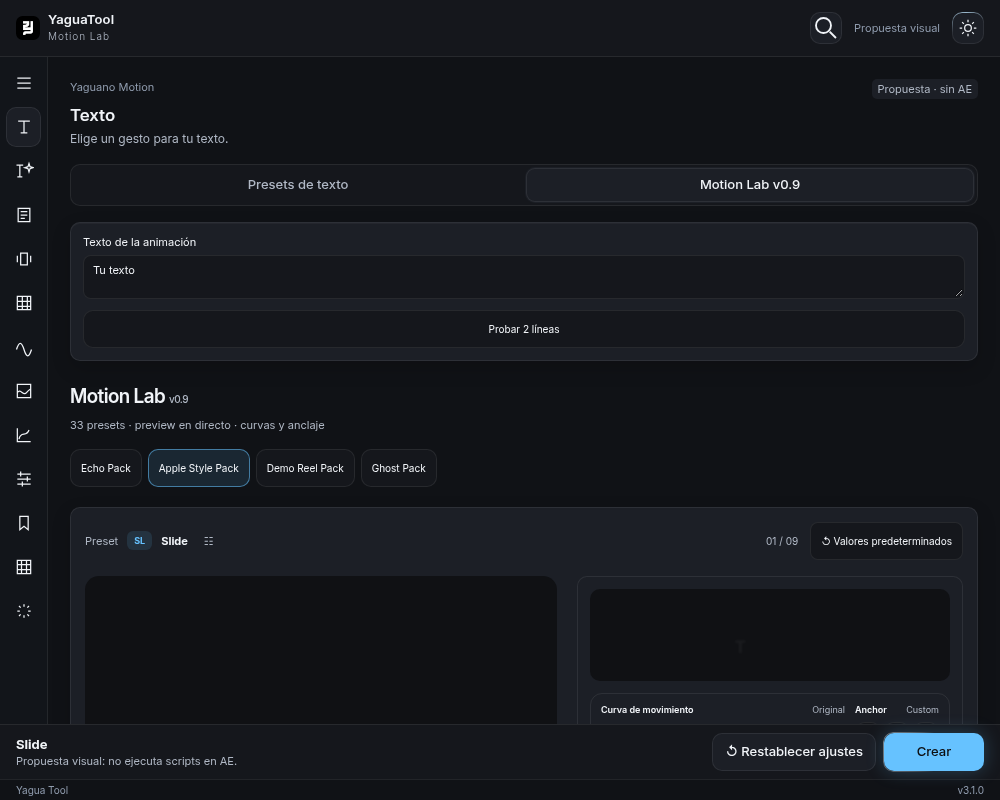 YaguaTool
Motion Lab
Propuesta visual
Yaguano Motion
Propuesta · sin AE
Texto
Elige un gesto para tu texto.
Presets de texto
Motion Lab v0.9
Texto de la animación
Tu texto
Probar 2 líneas
Motion Lab v0.9
33 presets · preview en directo · curvas y anclaje
Echo Pack
Apple Style Pack
Demo Reel Pack
Ghost Pack
Preset SL Slide
01 / 09
Valores predeterminados
Curva de movimiento
Original Anchor Custom
Slide
Propuesta visual: no ejecuta scripts en AE.
Restablecer ajustes
Crear
Yagua Tool
v3.1.0